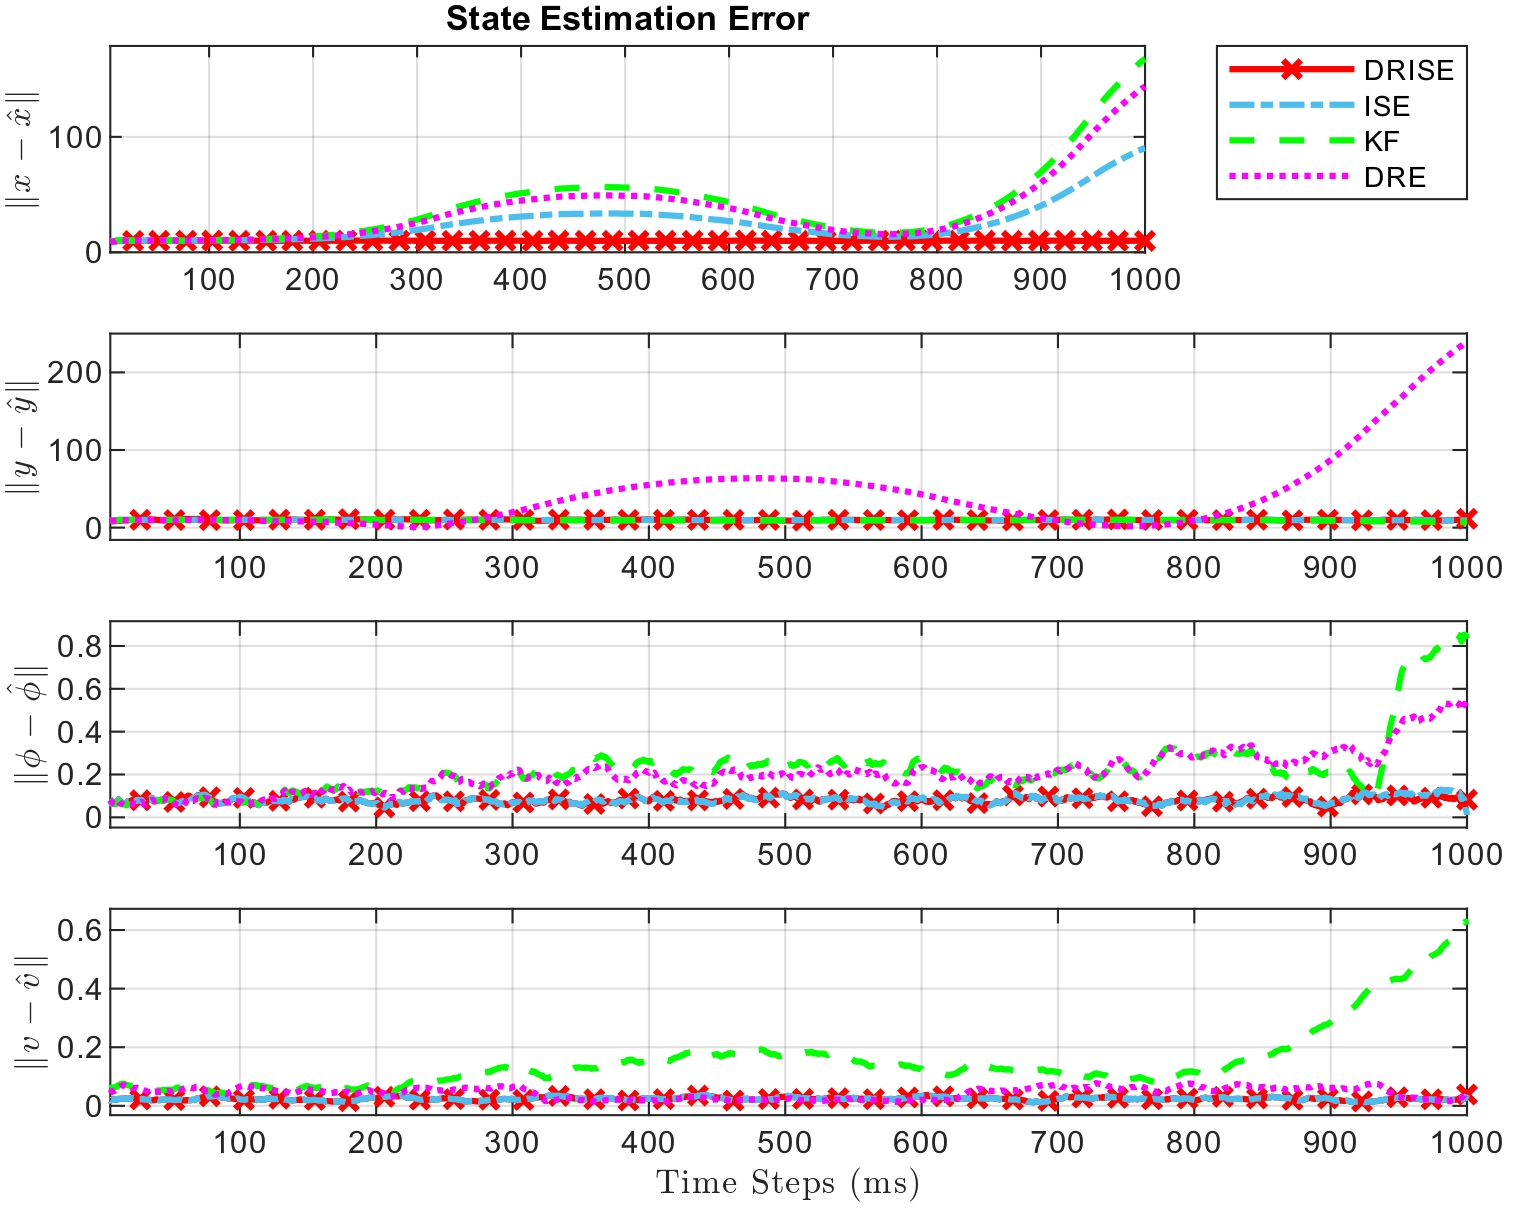 State Estimation Error
DRISE
ISE
KF
DRE
‖x − x̂‖
100
0
100 200 300 400 500 600 700 800 900 1000
‖y − ŷ‖
200
100
0
100 200 300 400 500 600 700 800 900 1000
‖ϕ − ϕ̂‖
0.8
0.6
0.4
0.2
0
100 200 300 400 500 600 700 800 900 1000
‖v − v̂‖
0.6
0.4
0.2
0
100 200 300 400 500 600 700 800 900 1000
Time Steps (ms)